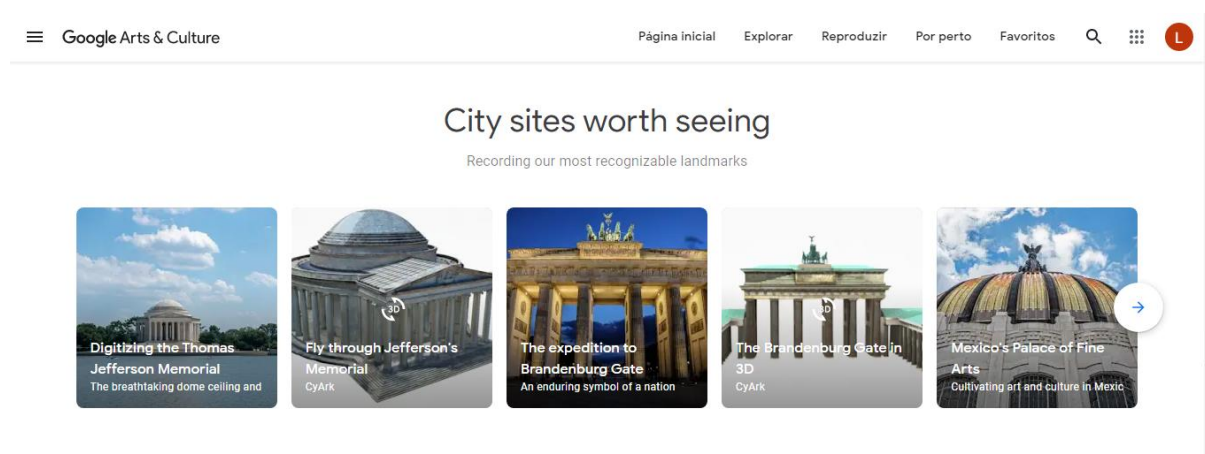 Google Arts & Culture
Página inicial
Explorar
Reproduzir
Por perto
Favoritos
L
City sites worth seeing
Recording our most recognizable landmarks
Digitizing the Thomas
Jefferson Memorial
The breathtaking dome ceiling and
3D
Fly through Jefferson's
Memorial
CyArk
The expedition to
Brandenburg Gate
An enduring symbol of a nation
3D
The Brandenburg Gate in
3D
CyArk
Mexico's Palace of Fine
Arts
Cultivating art and culture in Mexic